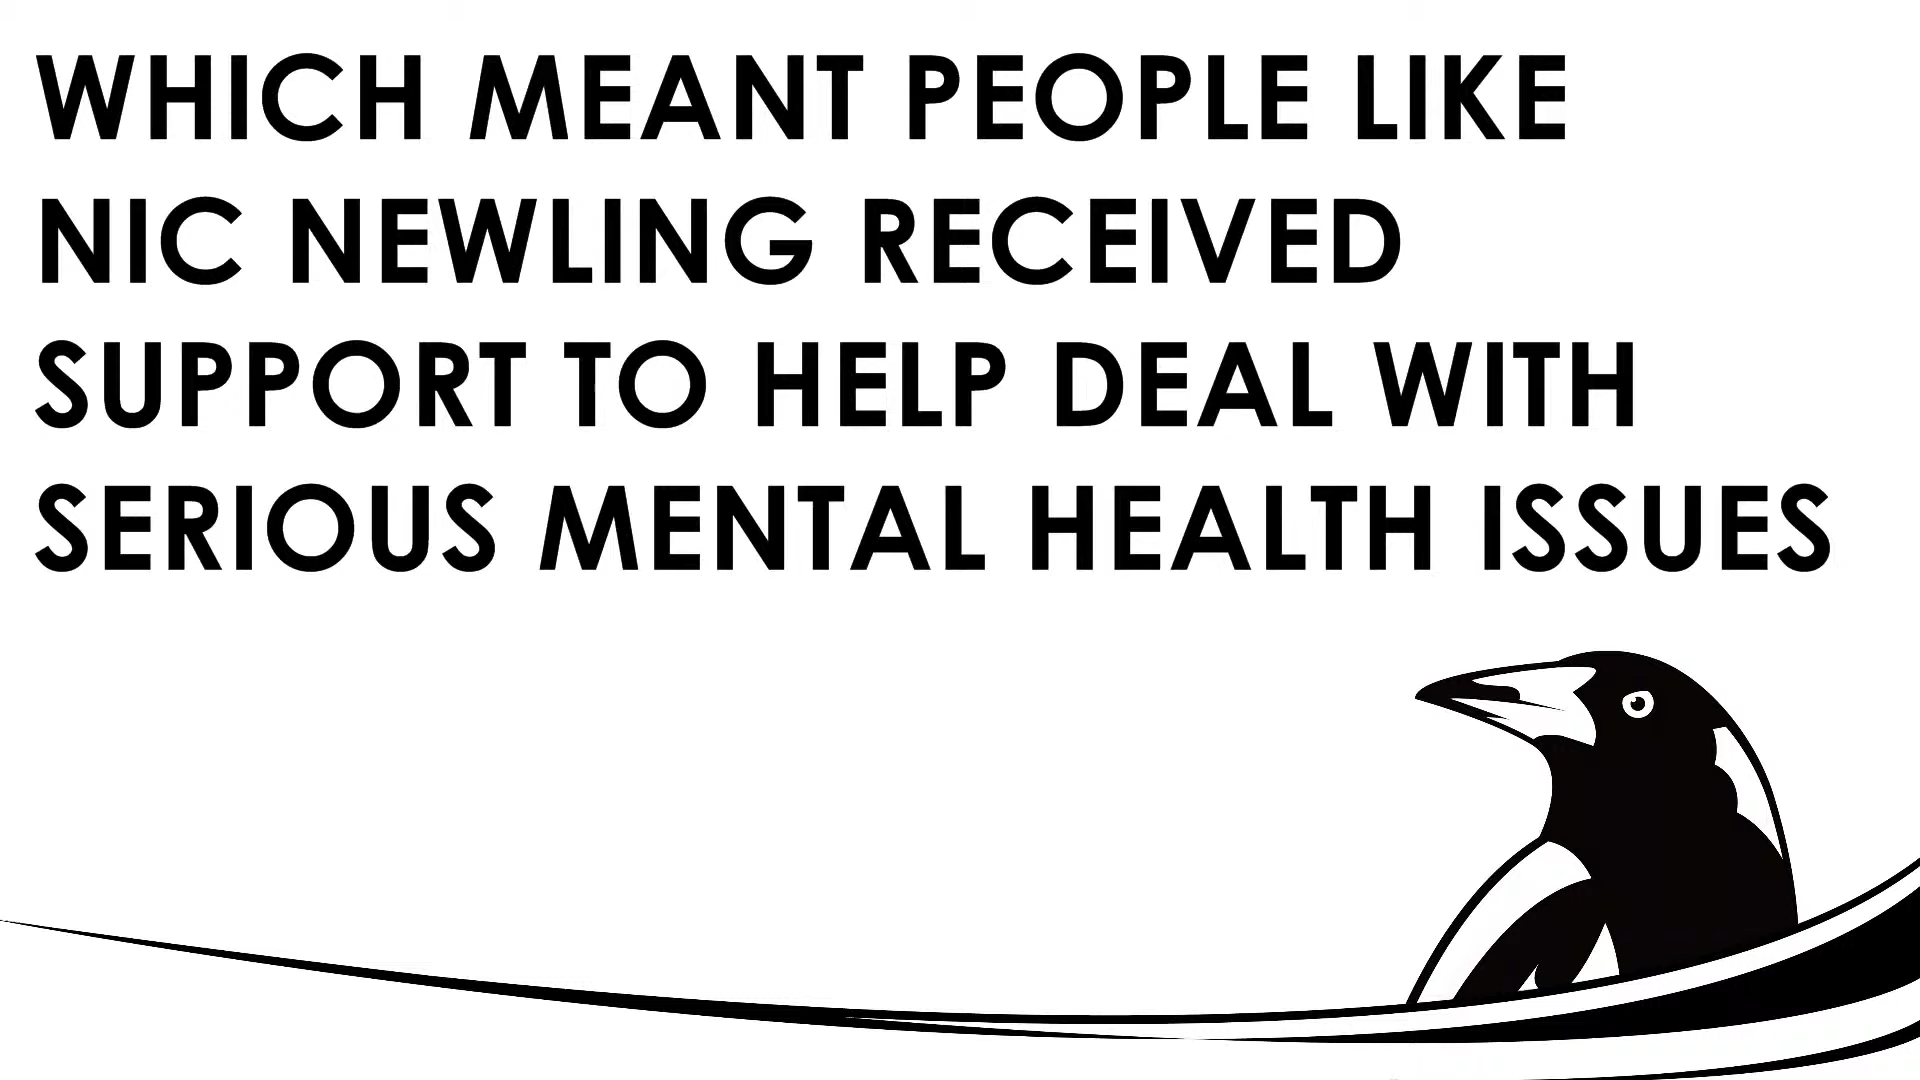 WHICH MEANT PEOPLE LIKE
NIC NEWLING RECEIVED
SUPPORT TO HELP DEAL WITH
SERIOUS MENTAL HEALTH ISSUES